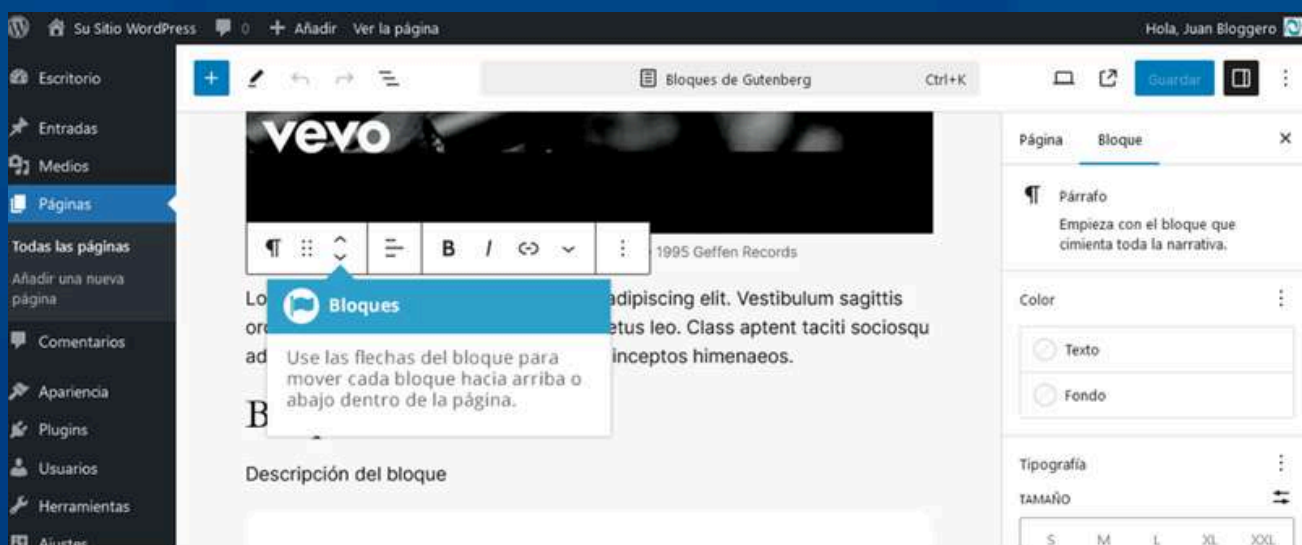 Su Sitio WordPress 0 + Añadir Ver la página Hola, Juan Bloggero
Escritorio
Entradas
Medios
Páginas
Todas las páginas
Añadir una nueva
página
Comentarios
Apariencia
Plugins
Usuarios
Herramientas
Ajustes
+ Bloques de Gutenberg Ctrl+K Guardar
vevo
B I
1995 Geffen Records
Lo adipiscing elit. Vestibulum sagittis
etus leo. Class aptent taciti sociosqu
ad inceptos himenaeos.
Bloques
Use las flechas del bloque para
mover cada bloque hacia arriba o
abajo dentro de la página.
B
Descripción del bloque
Página Bloque
Párrafo
Empieza con el bloque que
cimienta toda la narrativa.
Color
Texto
Fondo
Tipografía
TAMAÑO
S M L XL XXL